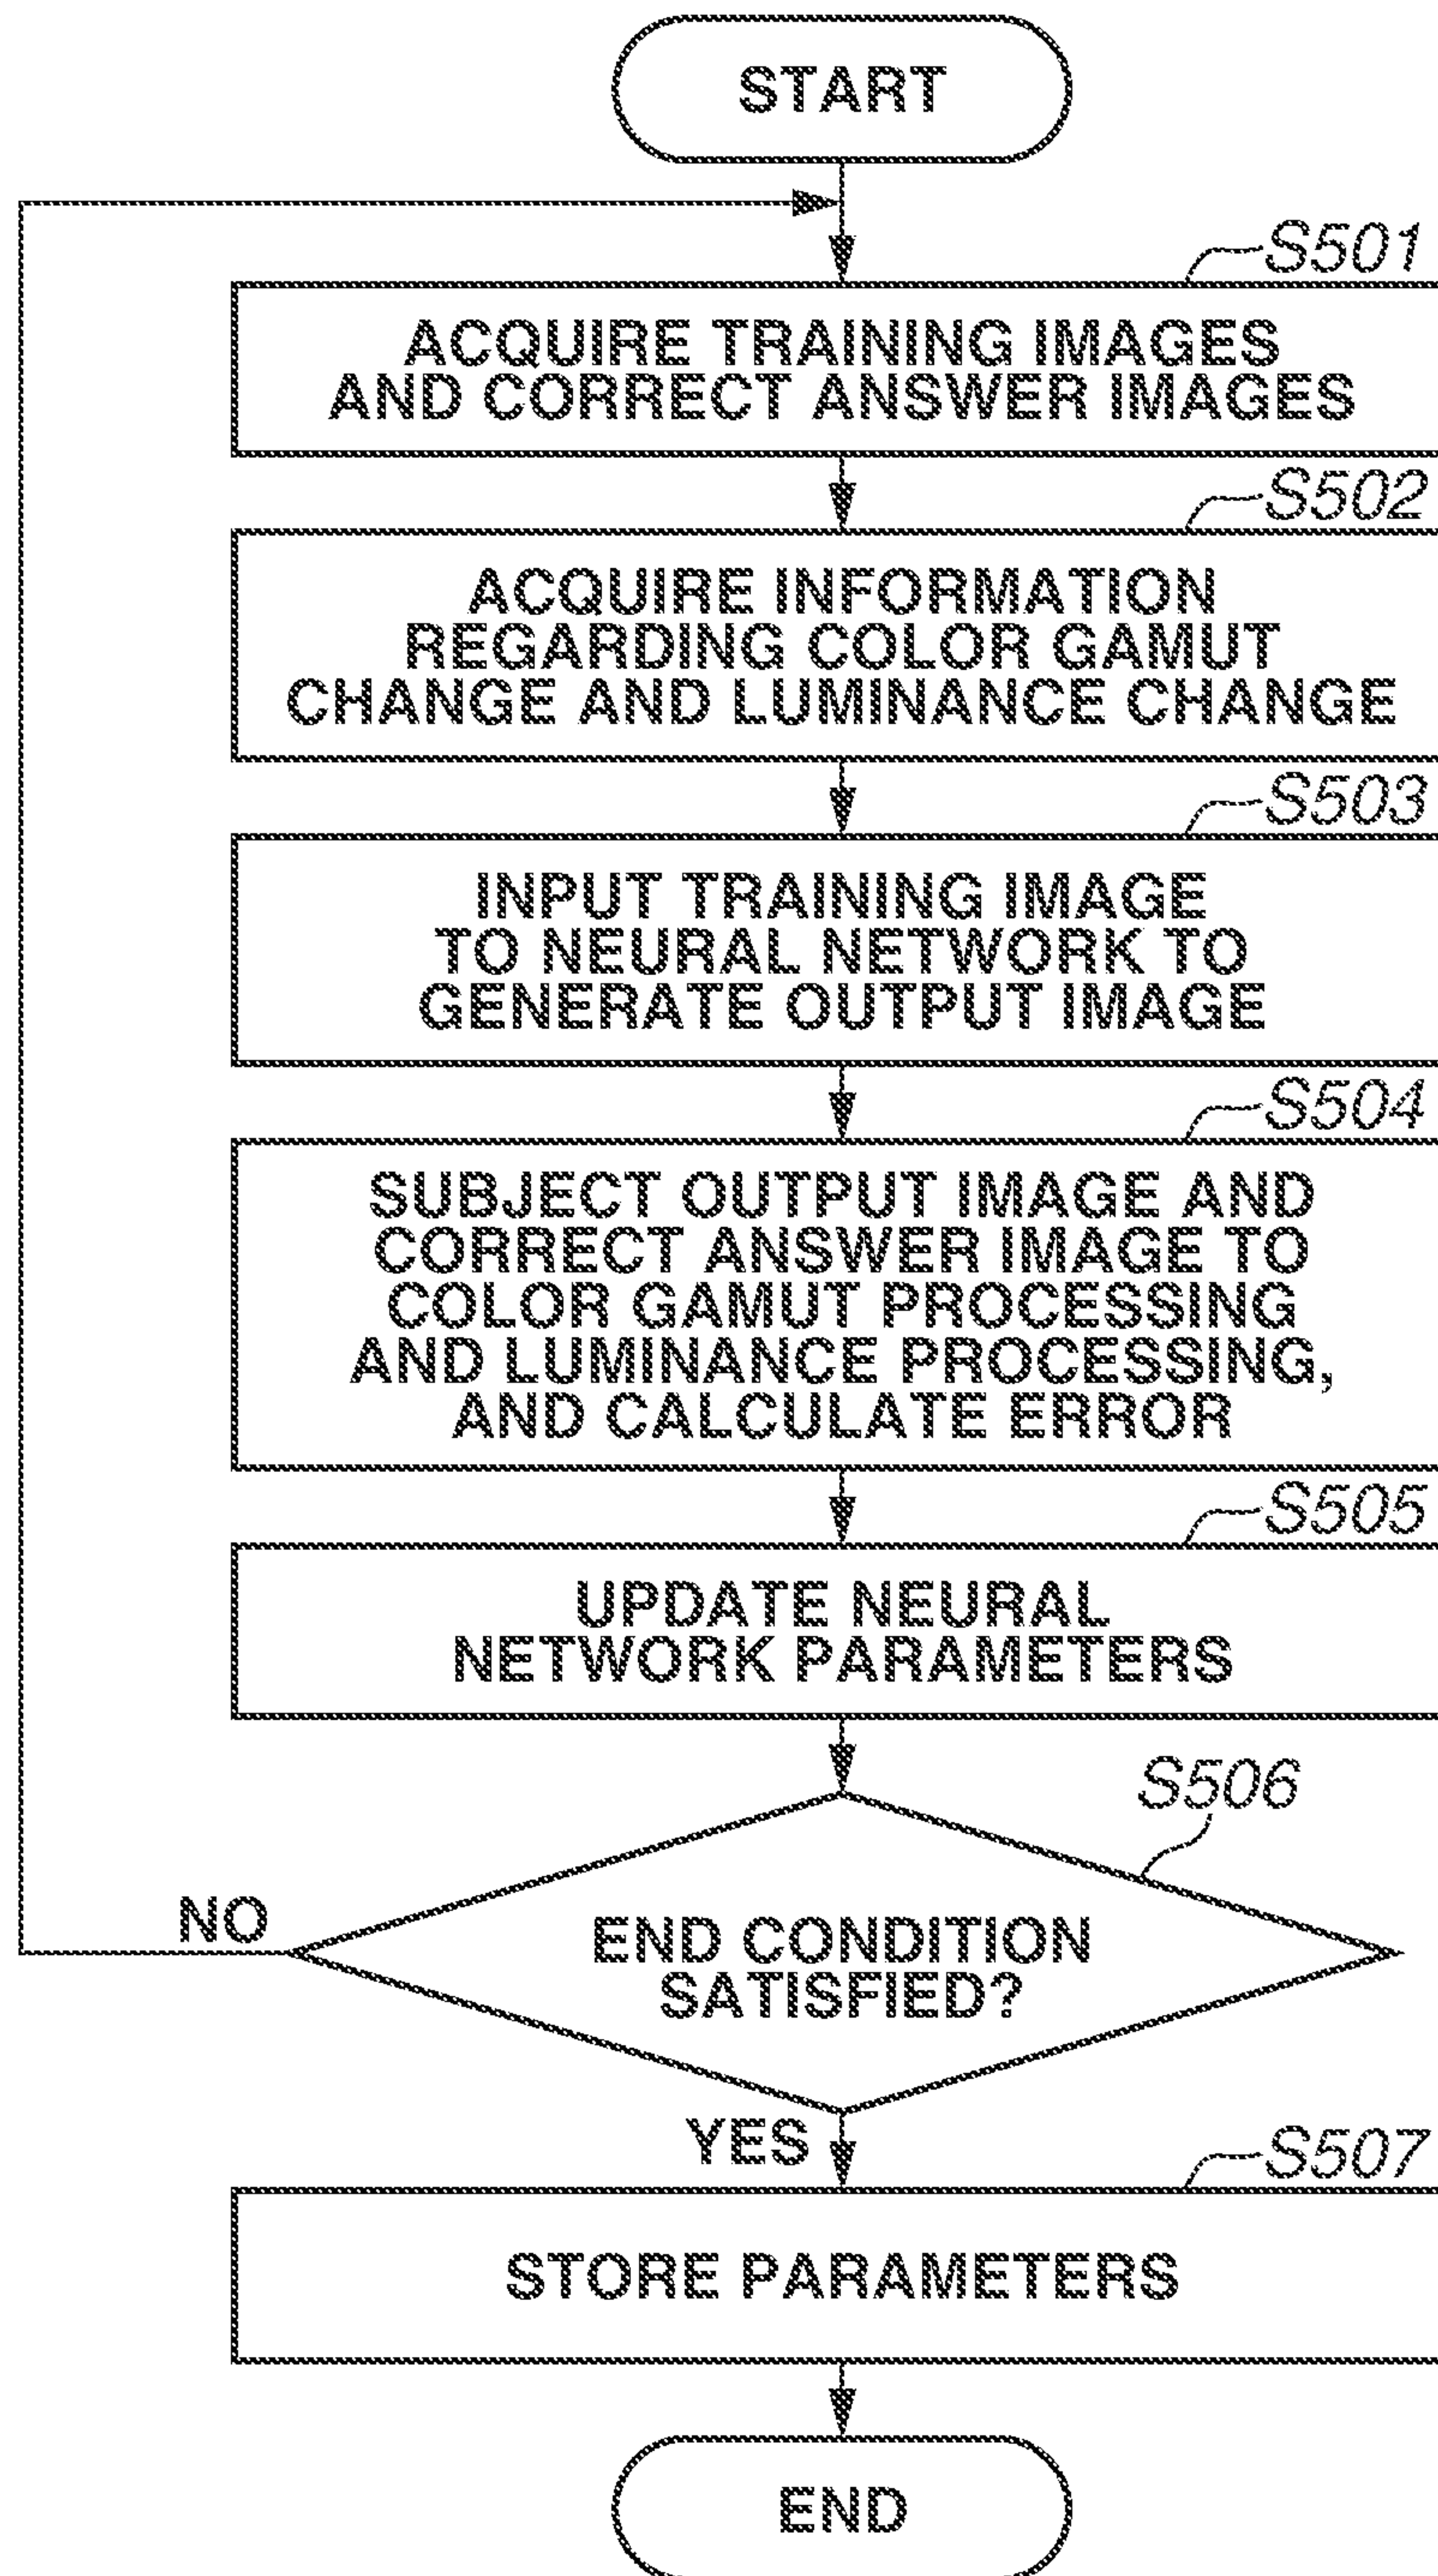 START
S501
ACQUIRE TRAINING IMAGES
AND CORRECT ANSWER IMAGES
S502
ACQUIRE INFORMATION
REGARDING COLOR GAMUT
CHANGE AND LUMINANCE CHANGE
S503
INPUT TRAINING IMAGE
TO NEURAL NETWORK TO
GENERATE OUTPUT IMAGE
S504
SUBJECT OUTPUT IMAGE AND
CORRECT ANSWER IMAGE TO
COLOR GAMUT PROCESSING
AND LUMINANCE PROCESSING,
AND CALCULATE ERROR
S505
UPDATE NEURAL
NETWORK PARAMETERS
S506
NO
END CONDITION
SATISFIED?
YES
S507
STORE PARAMETERS
END